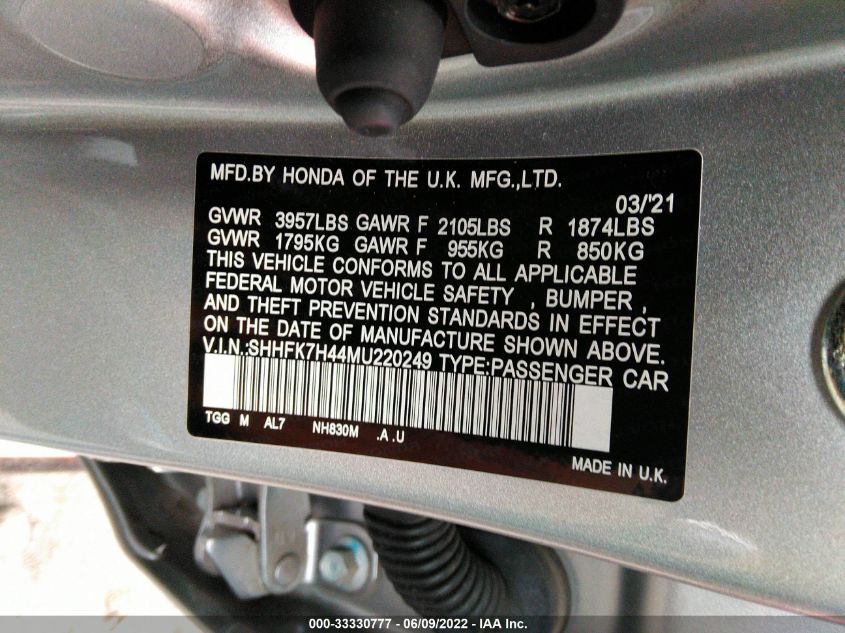 MFD.BY HONDA OF THE U.K. MFG.,LTD.
03/'21
GVWR 3957LBS GAWR F 2105LBS R 1874LBS
GVWR 1795KG GAWR F 955KG R 850KG
THIS VEHICLE CONFORMS TO ALL APPLICABLE
FEDERAL MOTOR VEHICLE SAFETY , BUMPER ,
AND THEFT PREVENTION STANDARDS IN EFFECT
ON THE DATE OF MANUFACTURE SHOWN ABOVE.
V.I.N.:SHHFK7H44MU220249 TYPE:PASSENGER CAR
TGG M AL7 NH830M .A .U
MADE IN U.K.
000-33330777 - 06/09/2022 - IAA Inc.